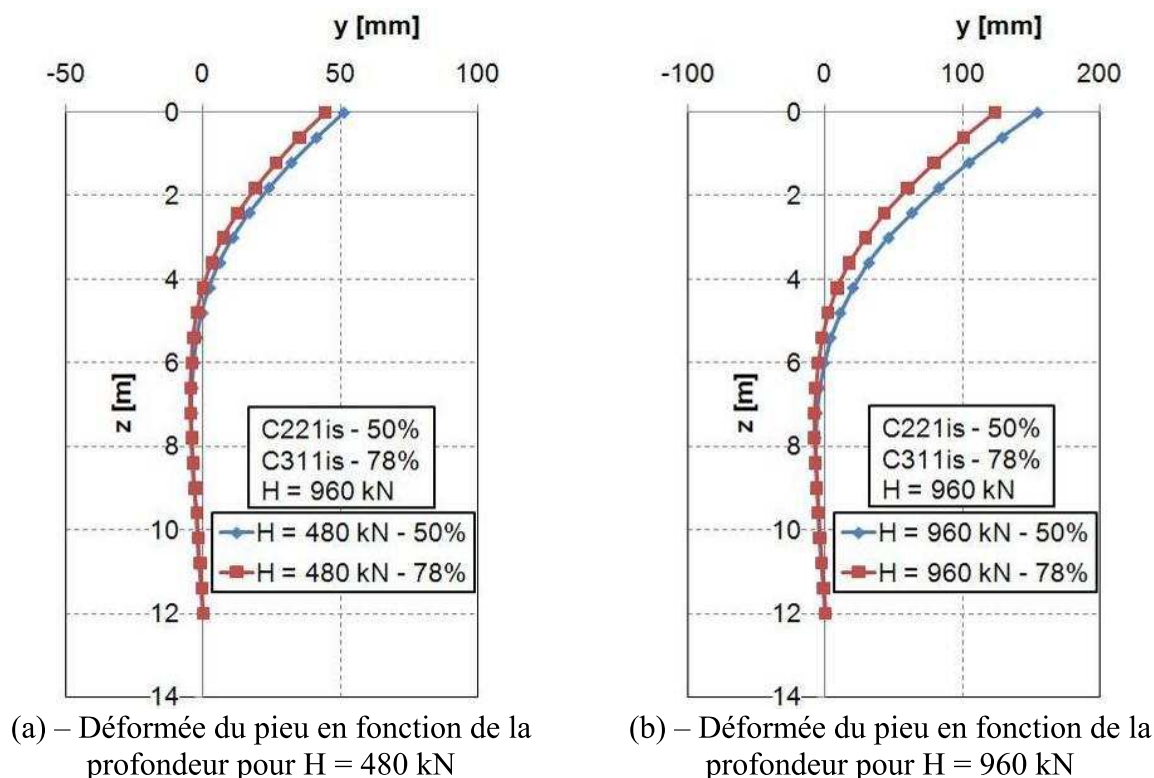 y [mm]
-50 0 50 100
0
2
4
6
8
10
12
14
z [m]
C221is - 50%
C311is - 78%
H = 960 kN
H = 480 kN - 50%
H = 480 kN - 78%
(a) – Déformée du pieu en fonction de la
profondeur pour H = 480 kN
y [mm]
-100 0 100 200
0
2
4
6
8
10
12
14
z [m]
C221is - 50%
C311is - 78%
H = 960 kN
H = 960 kN - 50%
H = 960 kN - 78%
(b) – Déformée du pieu en fonction de la
profondeur pour H = 960 kN